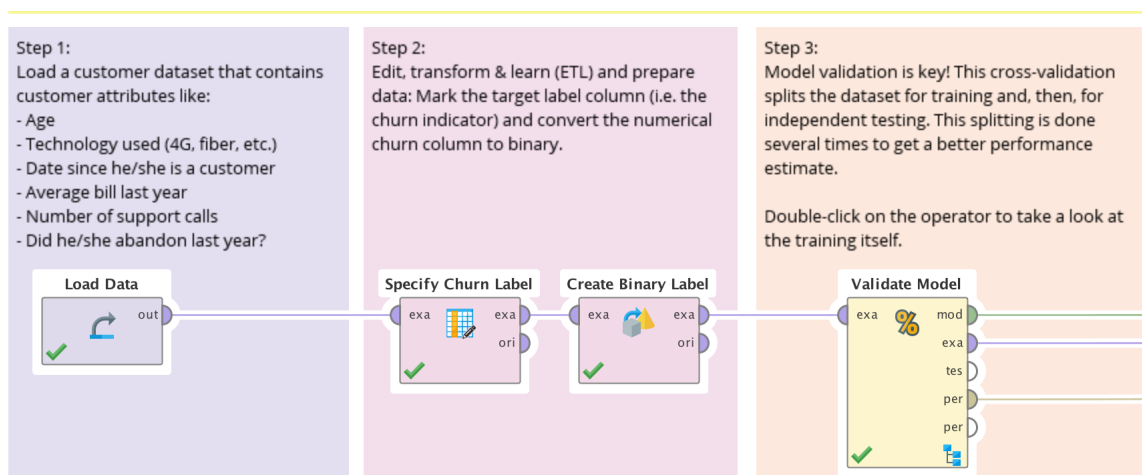 Step 1:
Load a customer dataset that contains
customer attributes like:
- Age
- Technology used (4G, fiber, etc.)
- Date since he/she is a customer
- Average bill last year
- Number of support calls
- Did he/she abandon last year?
Load Data
out
Step 2:
Edit, transform & learn (ETL) and prepare
data: Mark the target label column (i.e. the
churn indicator) and convert the numerical
churn column to binary.
Specify Churn Label
exa exa
ori
Create Binary Label
exa exa
ori
Step 3:
Model validation is key! This cross-validation
splits the dataset for training and, then, for
independent testing. This splitting is done
several times to get a better performance
estimate.
Double-click on the operator to take a look at
the training itself.
Validate Model
exa mod
exa
tes
per
per